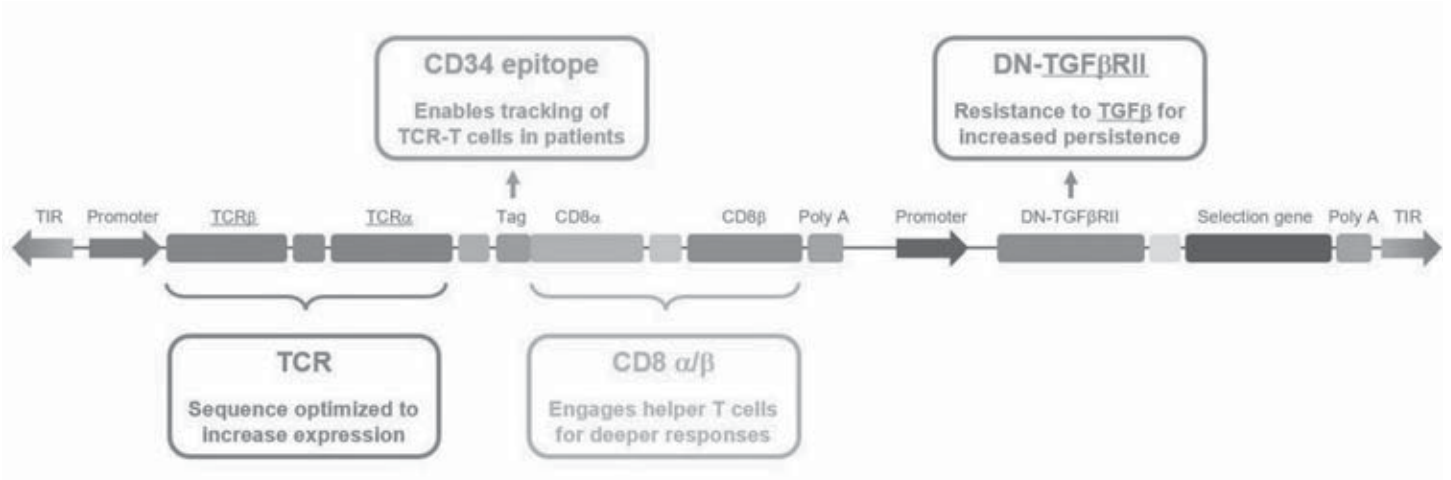 CD34 epitope
Enables tracking of
TCR-T cells in patients
DN-TGFβRII
Resistance to TGFβ for
increased persistence
TIR Promoter TCRβ TCRα Tag CD8α CD8β Poly A Promoter DN-TGFβRII Selection gene Poly A TIR
TCR
Sequence optimized to
increase expression
CD8 α/β
Engages helper T cells
for deeper responses